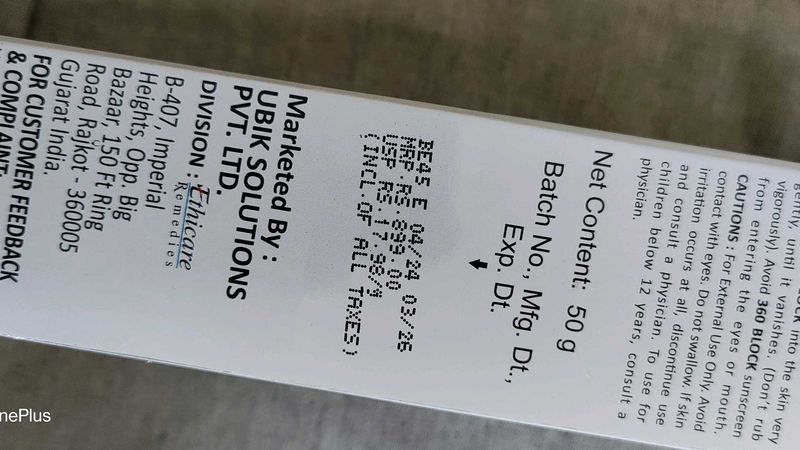 into the skin very
gently, until it vanishes. (Don't rub
vigorously) Avoid 360 BLOCK sunscreen
from entering the eyes or mouth.
CAUTIONS : For External Use Only. Avoid
contact with eyes. Do not swallow. If skin
irritation occurs at all, discontinue use
and consult a physician. To use for
children below 12 years, consult a
physician.
Net Content: 50 g
Batch No., Mfg. Dt.,
Exp. Dt.
BE45 E 04/24 03/26
MRP :RS.899.00
USP RS.17.98/g
(INCL OF ALL TAXES)
Marketed By :
UBIK SOLUTIONS
PVT. LTD.
DIVISION : Ethicare
Remedies
B-407, Imperial
Heights, Opp. Big
Bazaar, 150 Ft Ring
Road, Rajkot - 360005
Gujarat India.
FOR CUSTOMER FEEDBACK
& COMPLAINT